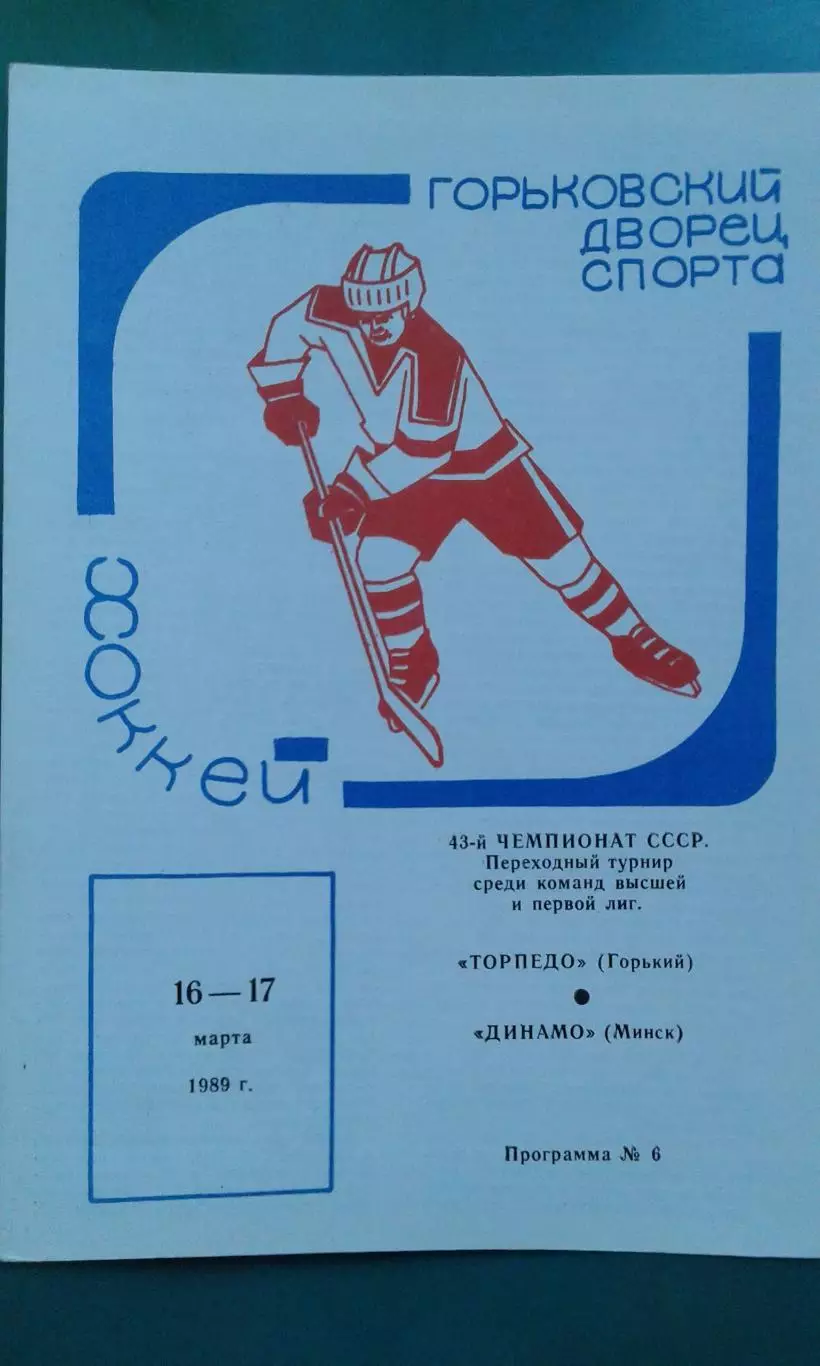 ГОРЬКОВСКИЙ
ДВОРЕЦ
СПОРТА
ХОККЕЙ
43-й ЧЕМПИОНАТ СССР.
Переходный турнир
среди команд высшей
и первой лиг.
«ТОРПЕДО» (Горький)
●
«ДИНАМО» (Минск)
16—17
марта
1989 г.
Программа № 6